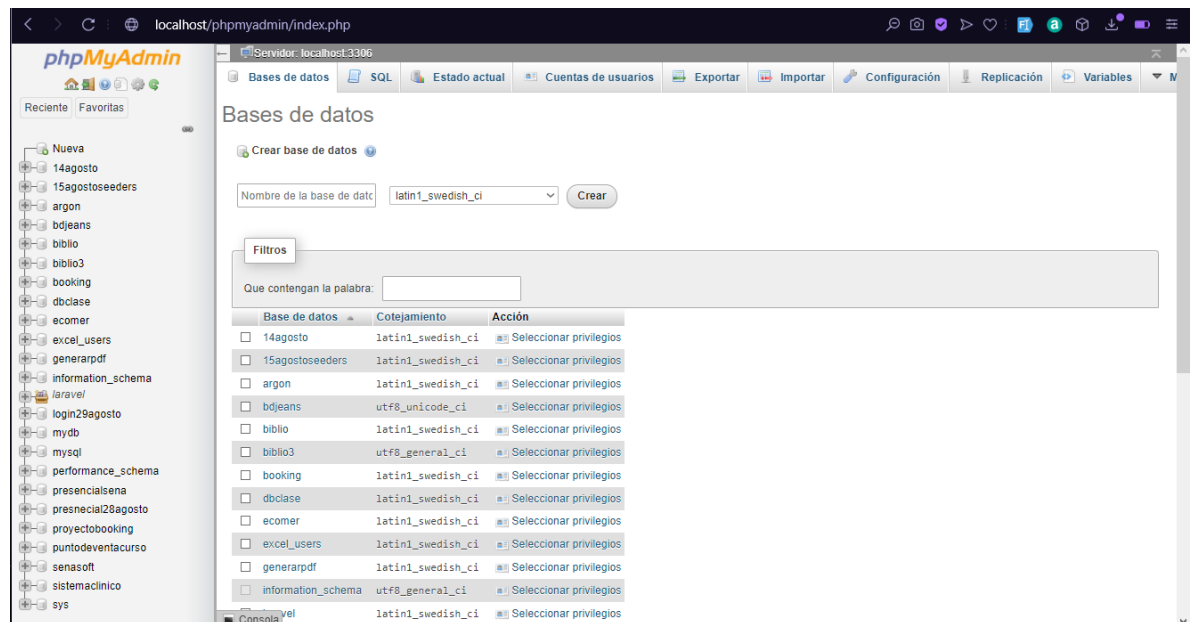 localhost/phpmyadmin/index.php
phpMyAdmin
Reciente Favoritas
Nueva
14agosto
15agostoseeders
argon
bdjeans
biblio
biblio3
booking
dbclase
ecomer
excel_users
generarpdf
information_schema
laravel
login29agosto
mydb
mysql
performance_schema
presencialsena
presnecial28agosto
proyectobooking
puntodeventacurso
senasoft
sistemaclinico
sys
Servidor: localhost:3306
Bases de datos SQL Estado actual Cuentas de usuarios Exportar Importar Configuración Replicación Variables M
Bases de datos
Crear base de datos
Nombre de la base de datc latin1_swedish_ci Crear
Filtros
Que contengan la palabra:
Base de datos Cotejamiento Acción
14agosto latin1_swedish_ci Seleccionar privilegios
15agostoseeders latin1_swedish_ci Seleccionar privilegios
argon latin1_swedish_ci Seleccionar privilegios
bdjeans utf8_unicode_ci Seleccionar privilegios
biblio latin1_swedish_ci Seleccionar privilegios
biblio3 utf8_general_ci Seleccionar privilegios
booking latin1_swedish_ci Seleccionar privilegios
dbclase latin1_swedish_ci Seleccionar privilegios
ecomer latin1_swedish_ci Seleccionar privilegios
excel_users latin1_swedish_ci Seleccionar privilegios
generarpdf latin1_swedish_ci Seleccionar privilegios
information_schema utf8_general_ci Seleccionar privilegios
vel latin1_swedish_ci Seleccionar privilegios
Consola